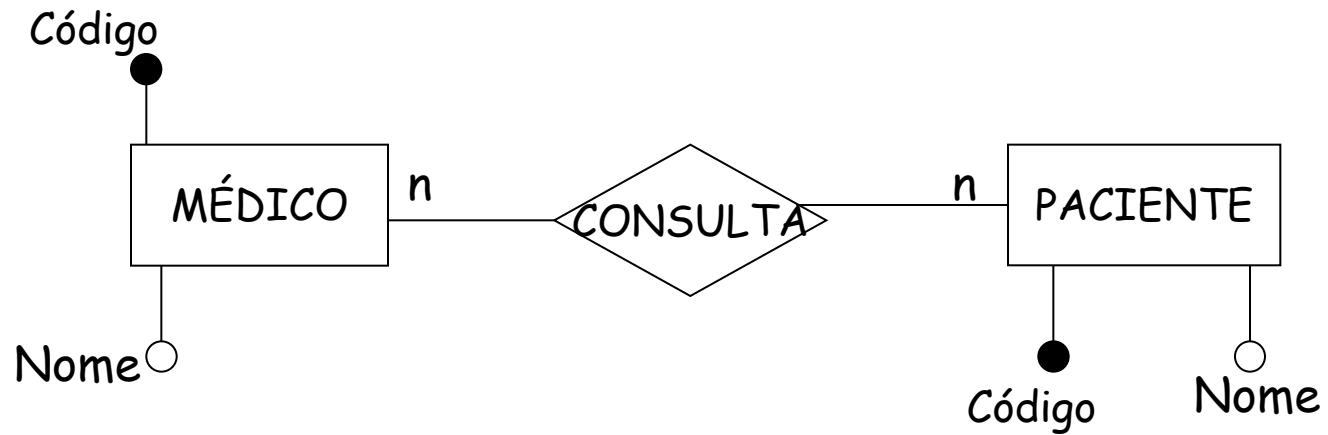 Código
MÉDICO
n
CONSULTA
n
PACIENTE
Nome
Código
Nome